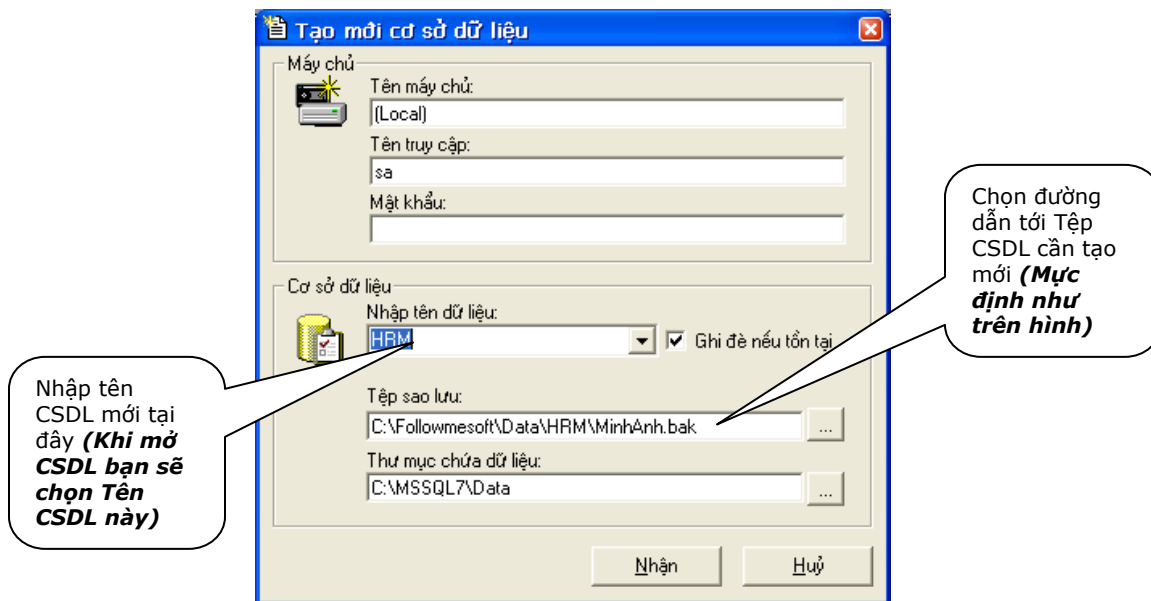 Tạo mới cơ sở dữ liệu
Máy chủ
Tên máy chủ:
(Local)
Tên truy cập:
sa
Mật khẩu:
Cơ sở dữ liệu
Nhập tên dữ liệu:
HRM
Ghi đè nếu tồn tại
Tệp sao lưu:
C:\Followmesoft\Data\HRM\MinhAnh.bak
...
Thư mục chứa dữ liệu:
C:\MSSQL7\Data
...
Nhận
Huỷ
Chọn đường
dẫn tới Tệp
CSDL cần tạo
mới (Mực
định như
trên hình)
Nhập tên
CSDL mới tại
đây (Khi mở
CSDL bạn sẽ
chọn Tên
CSDL này)